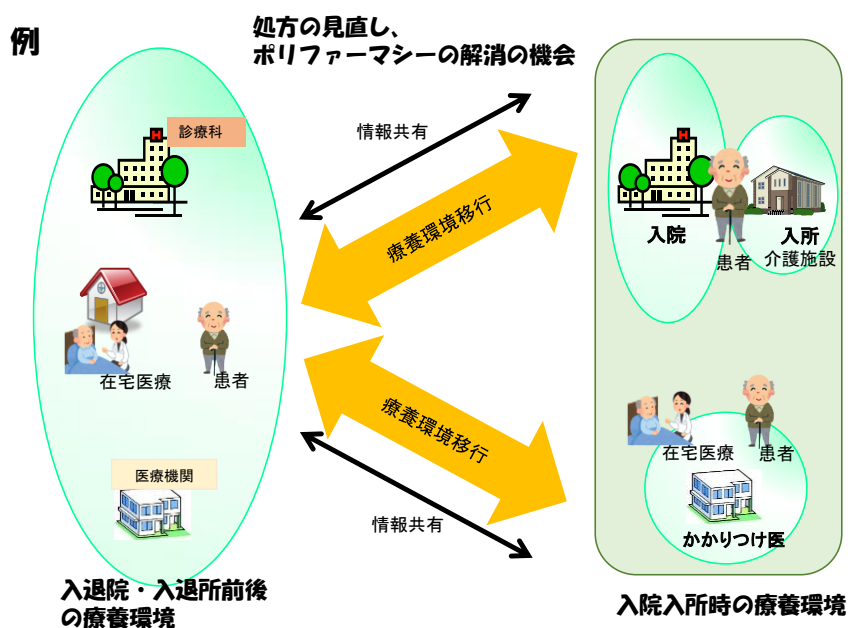 例
処方の見直し、
ポリファーマシーの解消の機会
診療科
H
情報共有
療養環境移行
H
入院
患者
入所
介護施設
在宅医療
患者
療養環境移行
情報共有
医療機関
在宅医療
患者
かかりつけ医
入退院・入退所前後
の療養環境
入院入所時の療養環境